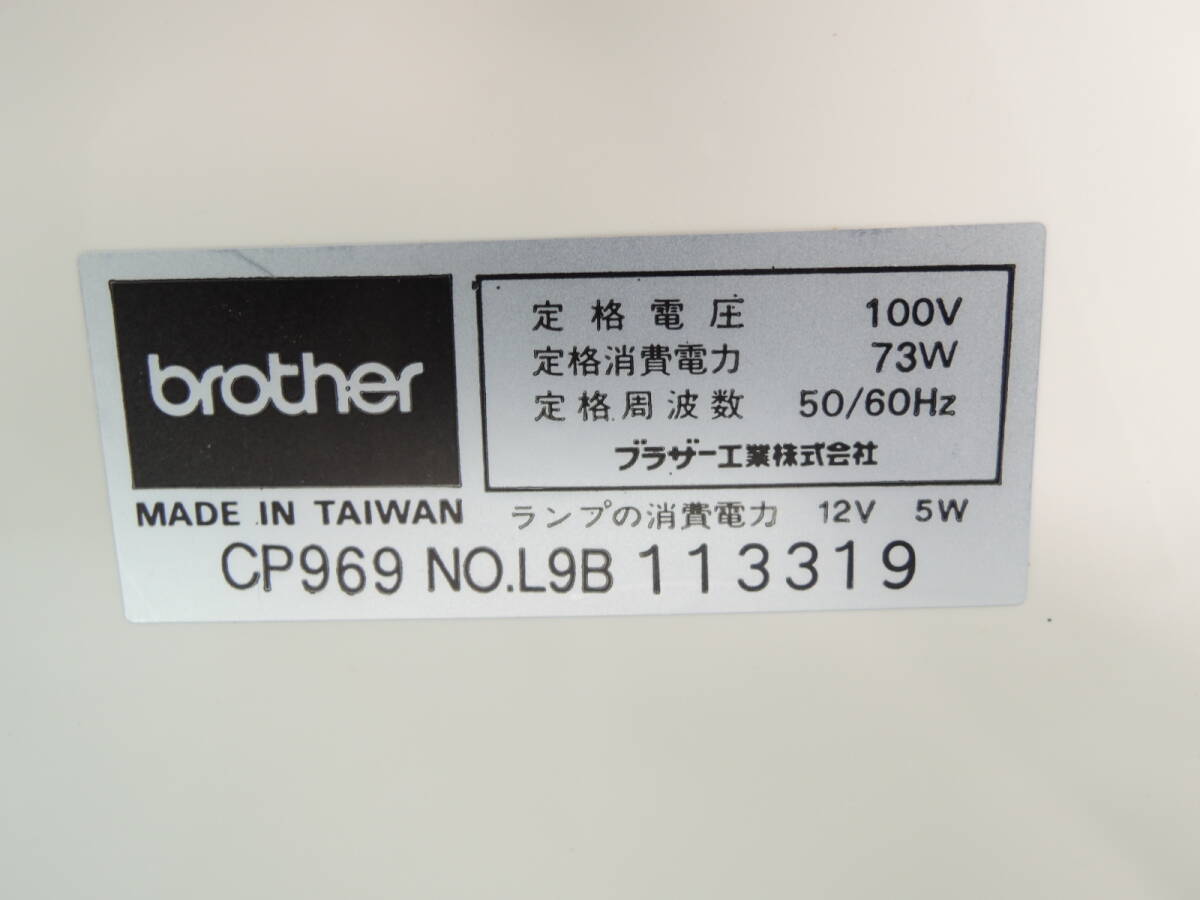 brother
定格電圧 100V
定格消費電力 73W
定格周波数 50/60Hz
ブラザー工業株式会社
MADE IN TAIWAN ランプの消費電力 12V 5W
CP969 NO.L9B 113319